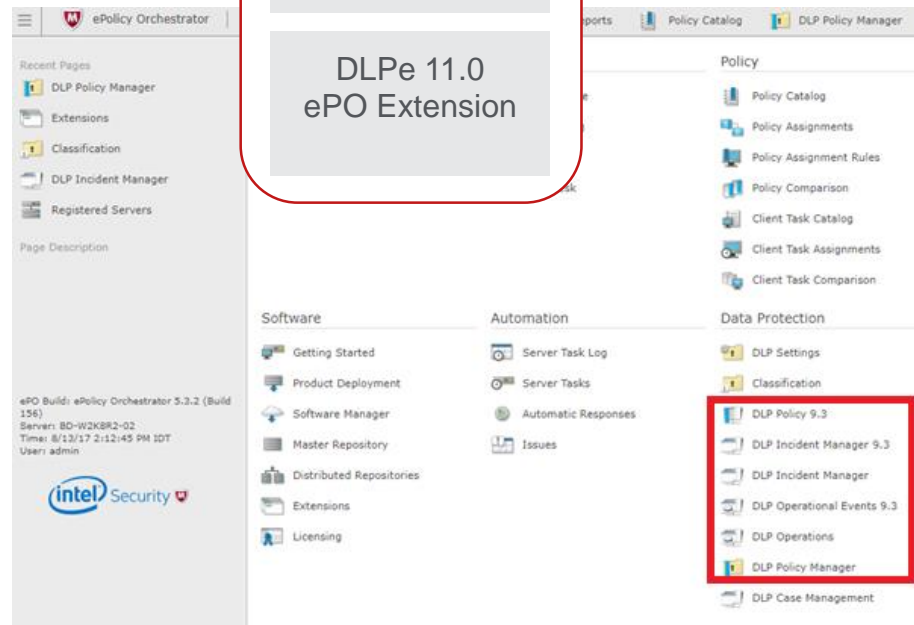 ePolicy Orchestrator
Policy Catalog
DLP Policy Manager
DLPe 11.0
ePO Extension
Recent Pages
DLP Policy Manager
Extensions
Classification
DLP Incident Manager
Registered Servers
Page Description
ePO Build: ePolicy Orchestrator 5.3.2 (Build
156)
Server: BD-W2K8R2-02
Time: 8/13/17 2:12:45 PM IDT
User: admin
intel Security
Policy
Policy Catalog
Policy Assignments
Policy Assignment Rules
Policy Comparison
Client Task Catalog
Client Task Assignments
Client Task Comparison
Software
Getting Started
Product Deployment
Software Manager
Master Repository
Distributed Repositories
Extensions
Licensing
Automation
Server Task Log
Server Tasks
Automatic Responses
Issues
Data Protection
DLP Settings
Classification
DLP Policy 9.3
DLP Incident Manager 9.3
DLP Incident Manager
DLP Operational Events 9.3
DLP Operations
DLP Policy Manager
DLP Case Management